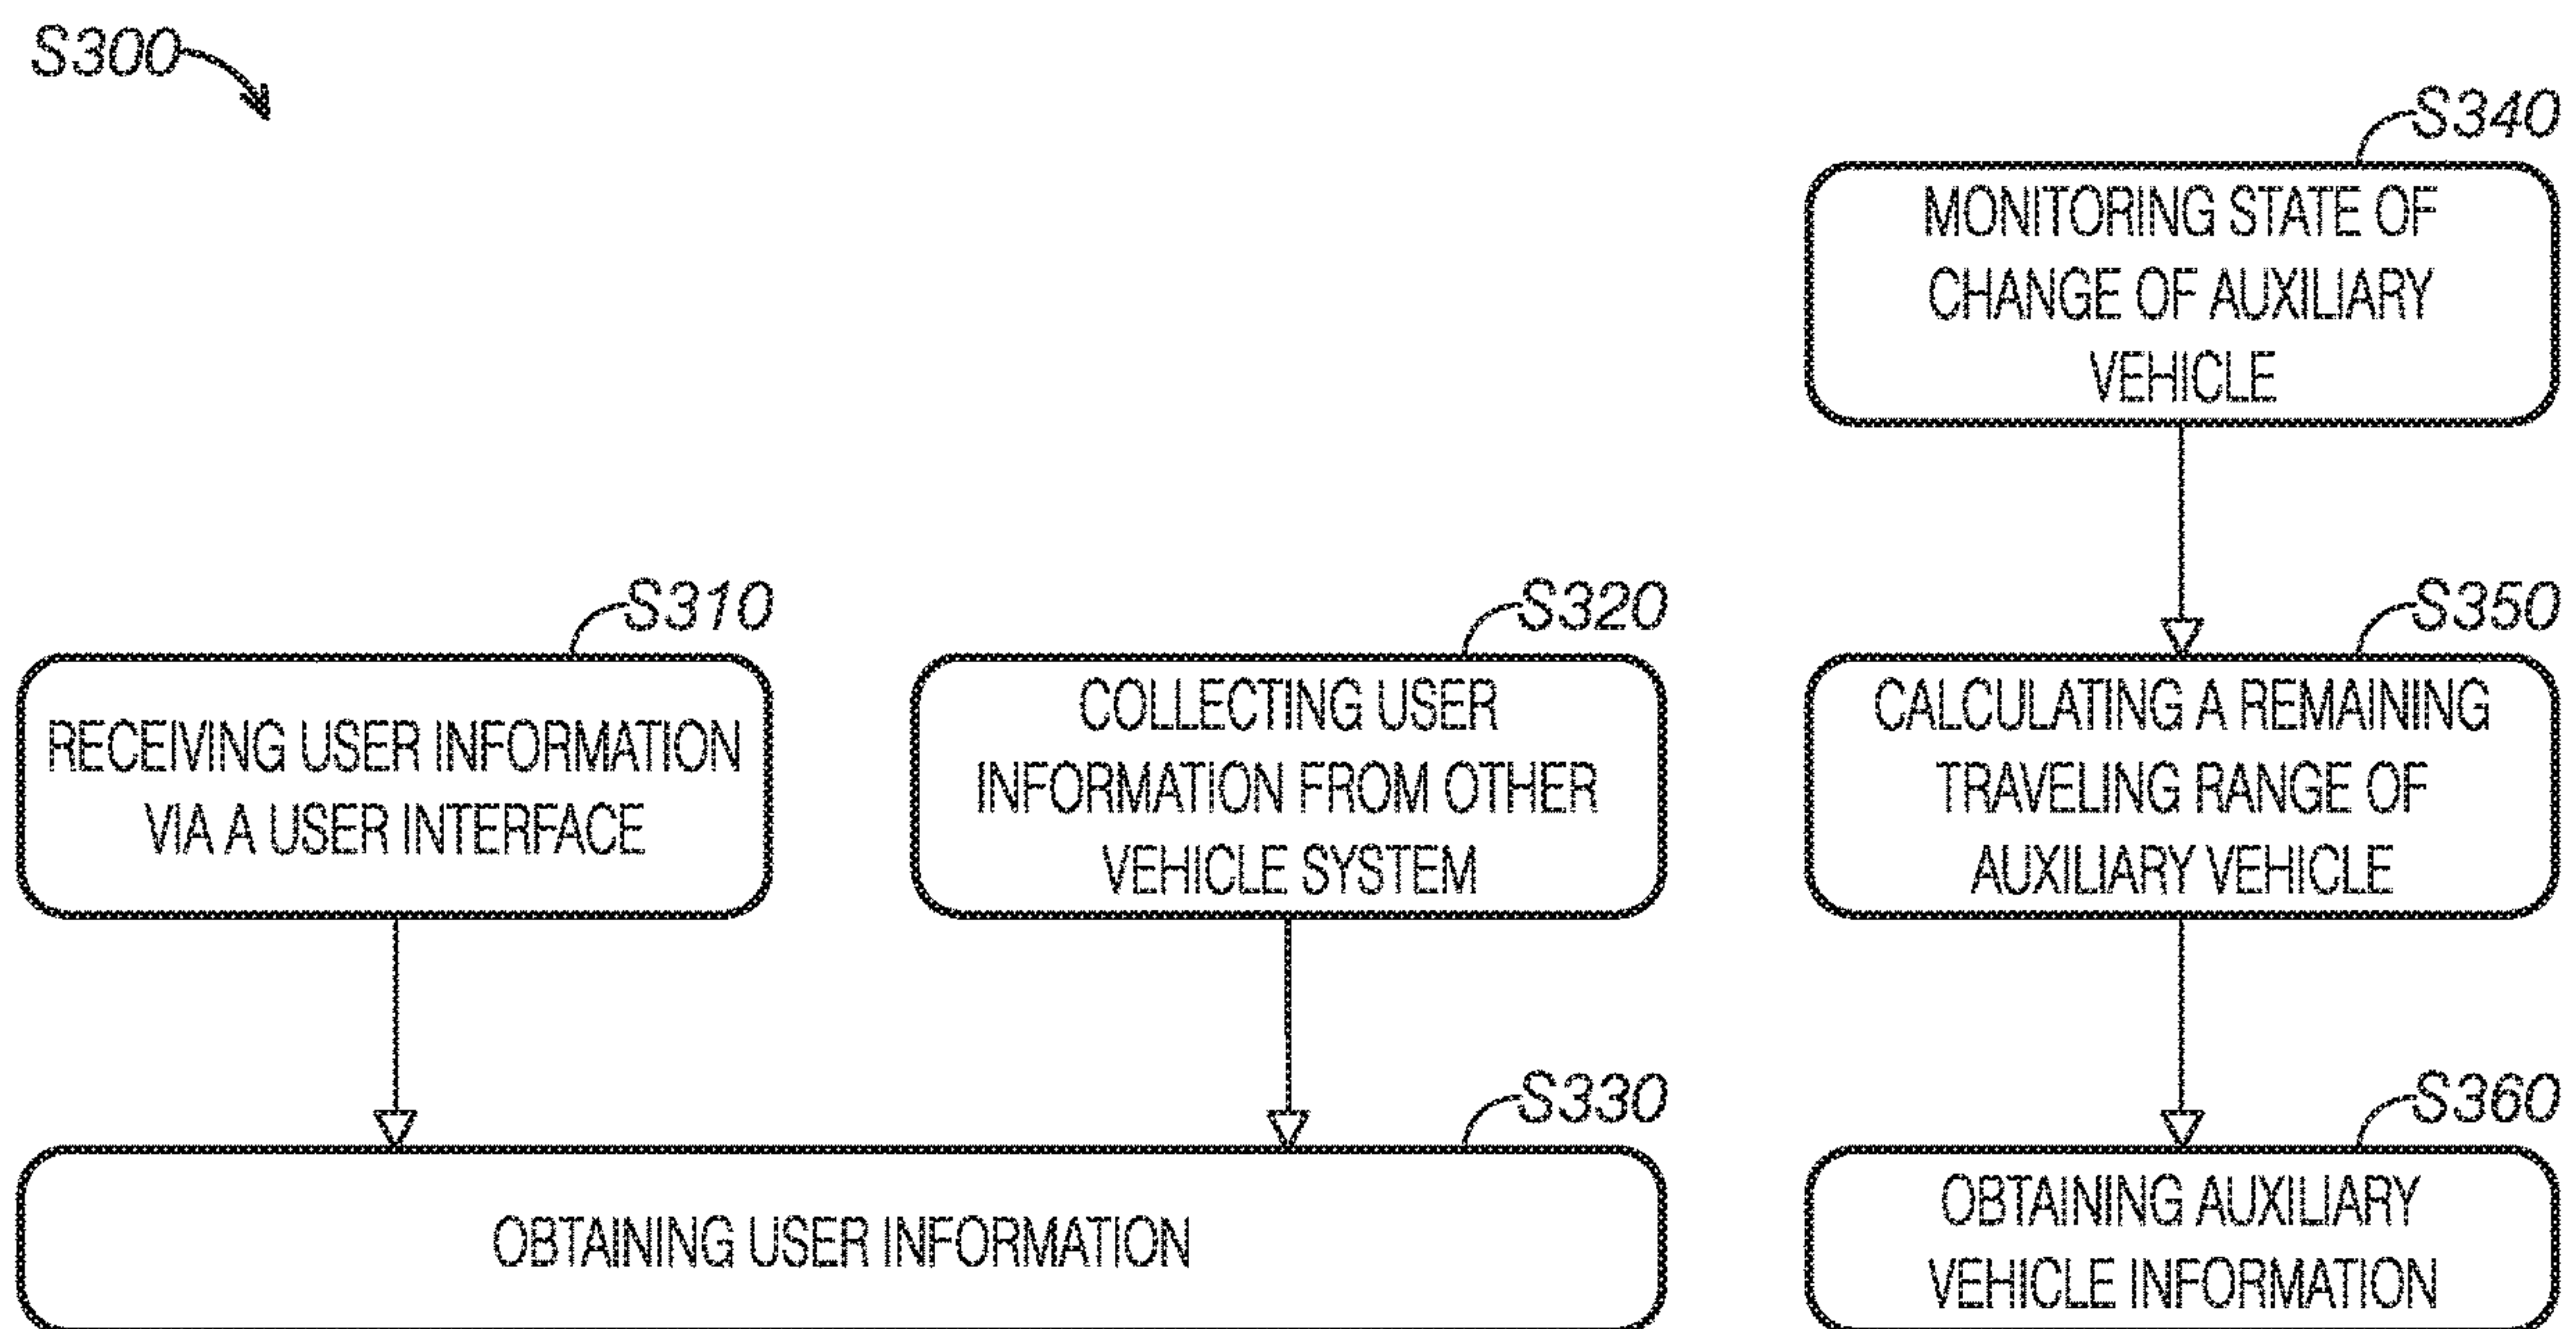 S300
S340
MONITORING STATE OF
CHANGE OF AUXILIARY
VEHICLE
S310
RECEIVING USER INFORMATION
VIA A USER INTERFACE
S320
COLLECTING USER
INFORMATION FROM OTHER
VEHICLE SYSTEM
S350
CALCULATING A REMAINING
TRAVELING RANGE OF
AUXILIARY VEHICLE
S330
OBTAINING USER INFORMATION
S360
OBTAINING AUXILIARY
VEHICLE INFORMATION